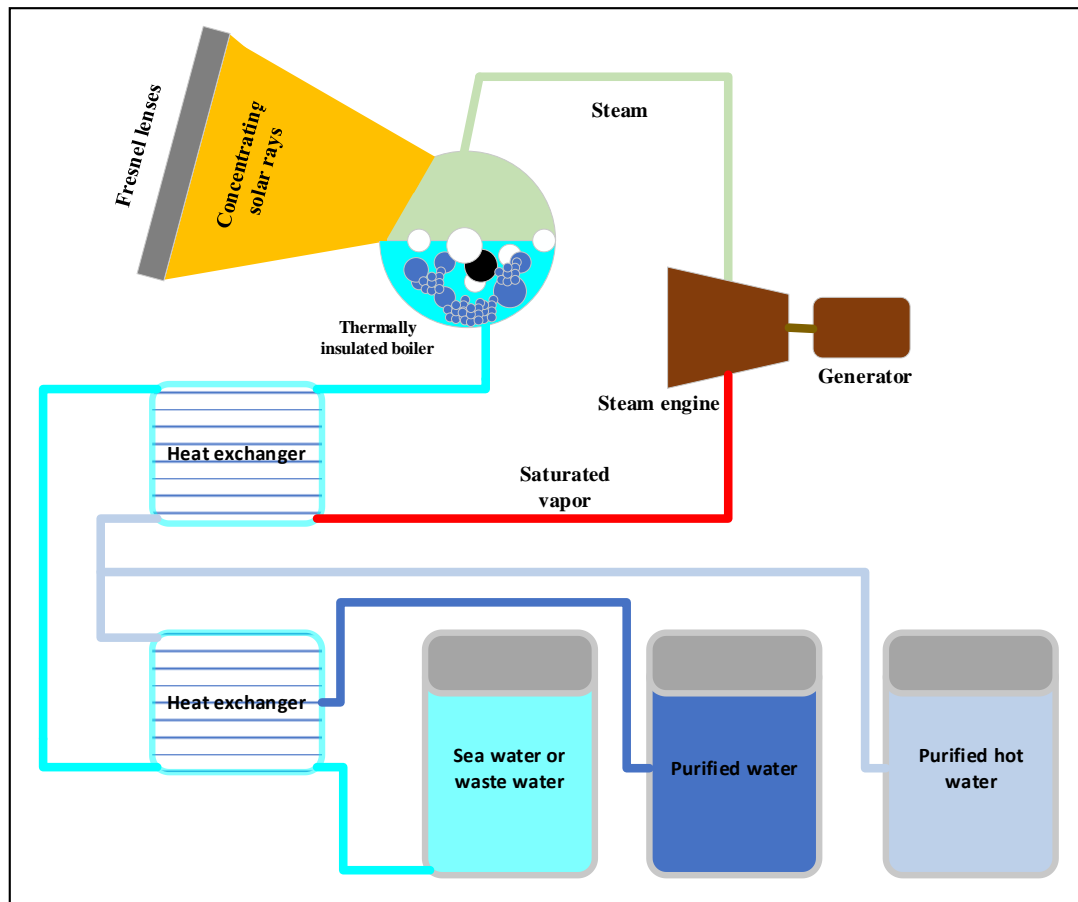 Fresnel lenses
Concentrating
solar rays
Steam
Thermally
insulated boiler
Generator
Steam engine
Heat exchanger
Saturated
vapor
Heat exchanger
Sea water or
waste water
Purified water
Purified hot
water